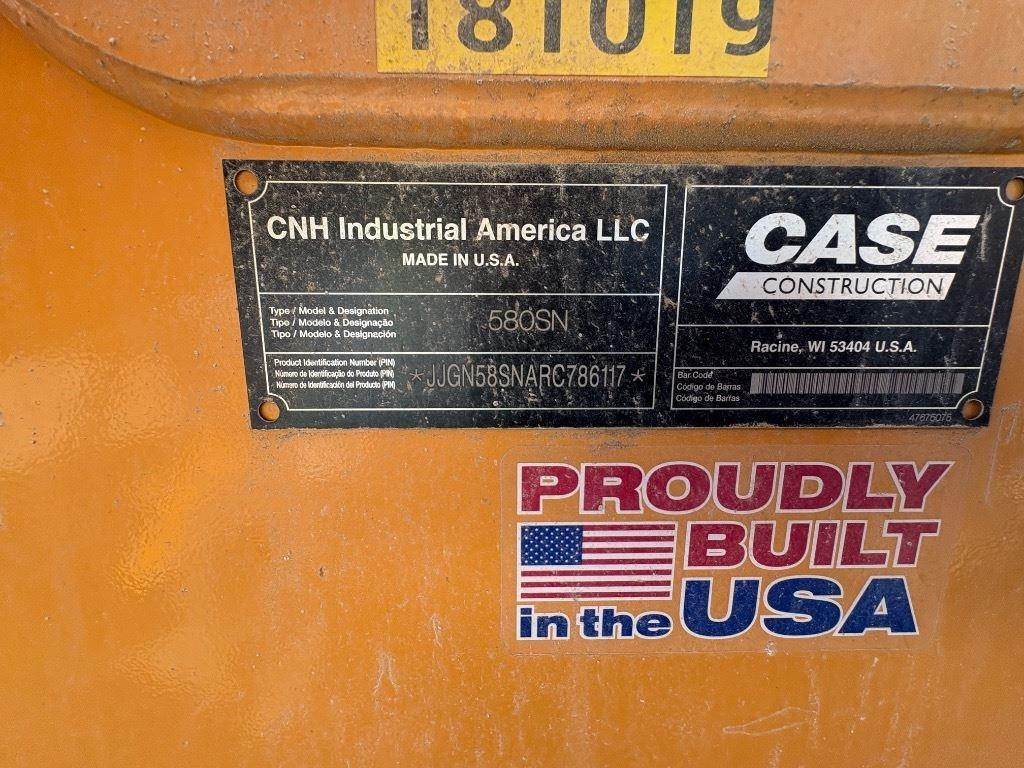 181019
CNH Industrial America LLC
MADE IN U.S.A.
Type / Model & Designation
Tipo / Modelo & Designação
Tipo / Modelo & Designación
580SN
Product Identification Number (PIN)
Número de Identificação do Produto (PIN)
Número de Identificación del Producto (PIN)
*JJGN58SNARC786117*
CASE
CONSTRUCTION
Racine, WI 53404 U.S.A.
Bar Code
Código de Barras
Código de Barras
47675075
PROUDLY
BUILT
in the USA